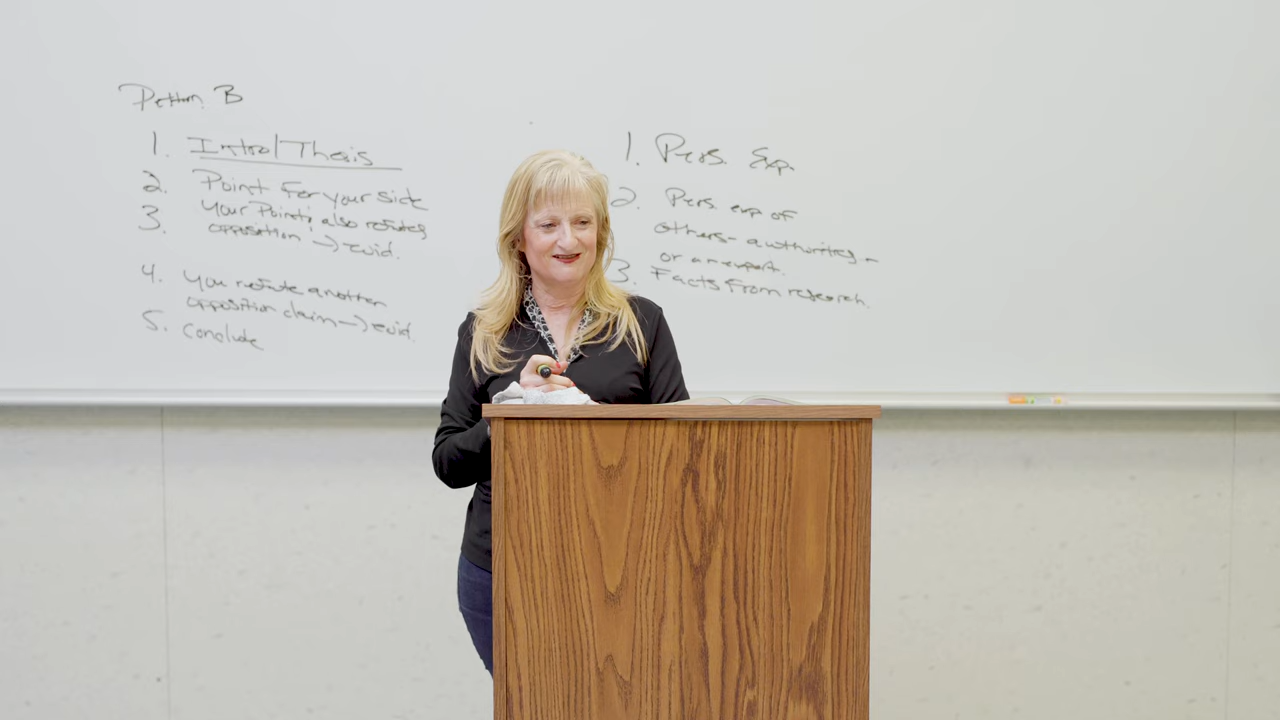 Pattern B
1. Intro/Thesis
2. Point for your side
3. Your Point, also refutes
opposition → evid.
4. You refute another
opposition claim → evid.
5. Conclude
1. Pers. Exp.
2. Pers. exp of
others - authorities -
or an expert.
3. Facts from research.